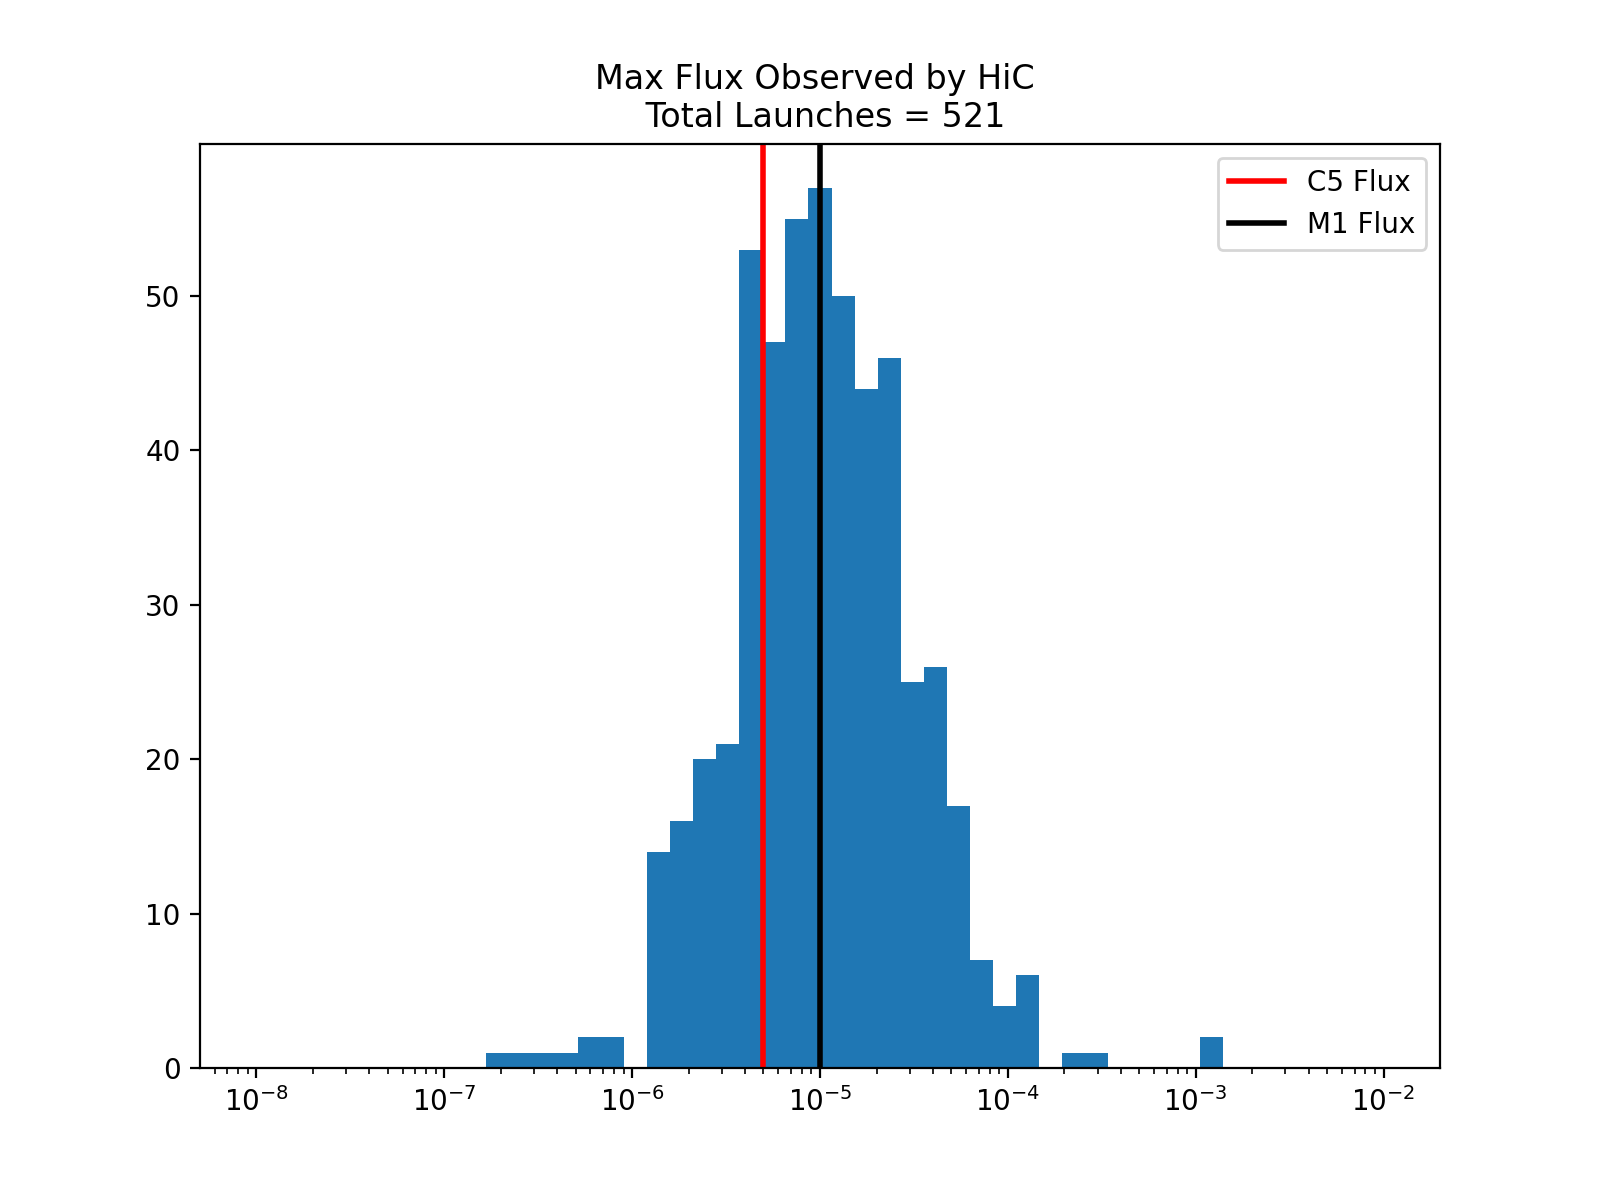 Max Flux Observed by HiC
Total Launches = 521
C5 Flux
M1 Flux
50
40
30
20
10
0
10⁻⁸ 10⁻⁷ 10⁻⁶ 10⁻⁵ 10⁻⁴ 10⁻³ 10⁻²